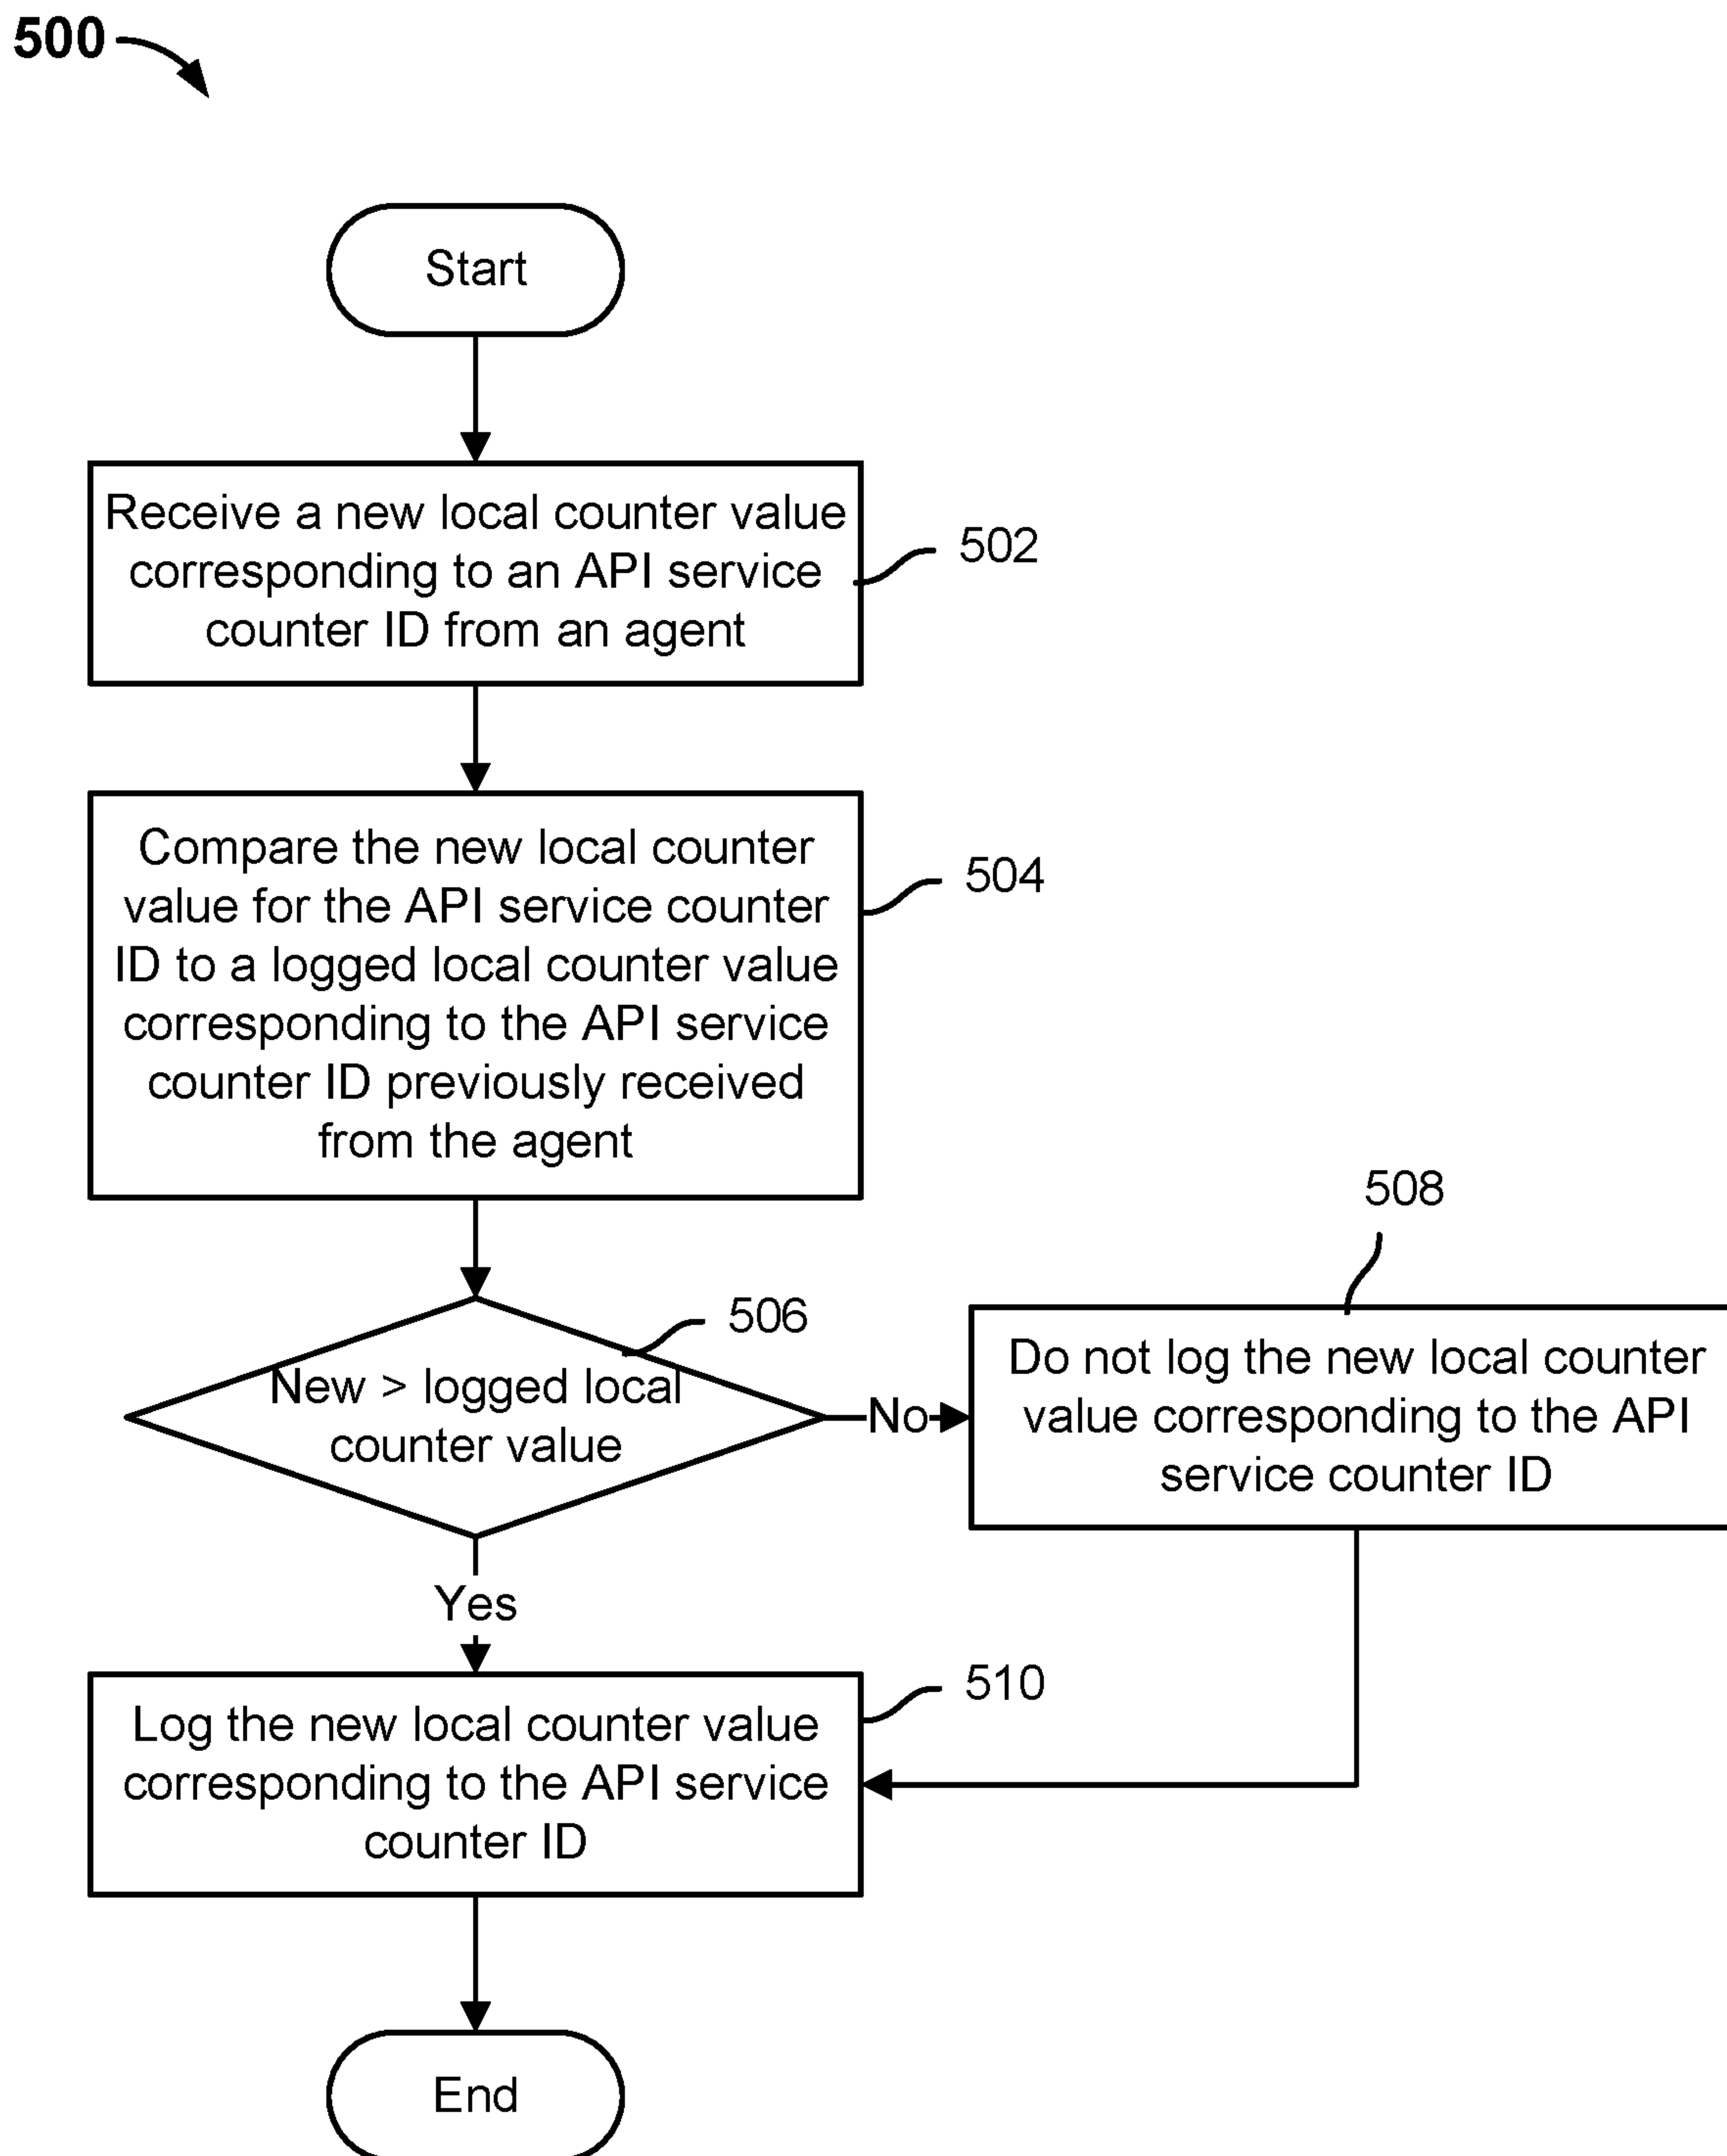 500
Start
Receive a new local counter value
corresponding to an API service
counter ID from an agent
502
Compare the new local counter
value for the API service counter
ID to a logged local counter value
corresponding to the API service
counter ID previously received
from the agent
504
506
New > logged local
counter value
No
508
Do not log the new local counter
value corresponding to the API
service counter ID
Yes
510
Log the new local counter value
corresponding to the API service
counter ID
End